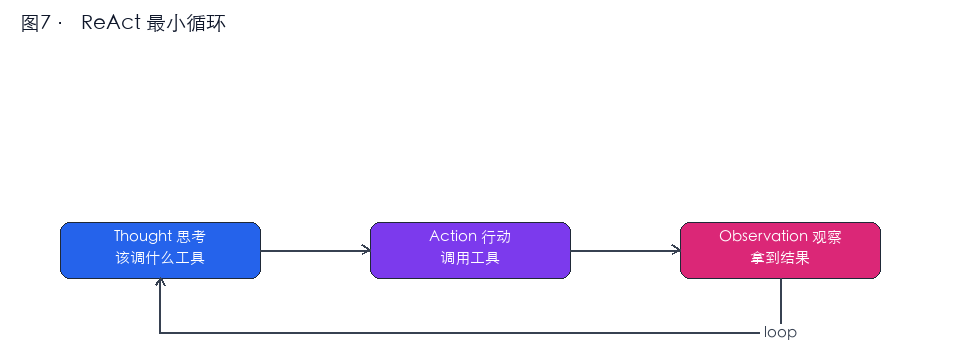 图7 · ReAct 最小循环
Thought 思考
该调什么工具
Action 行动
调用工具
Observation 观察
拿到结果
loop